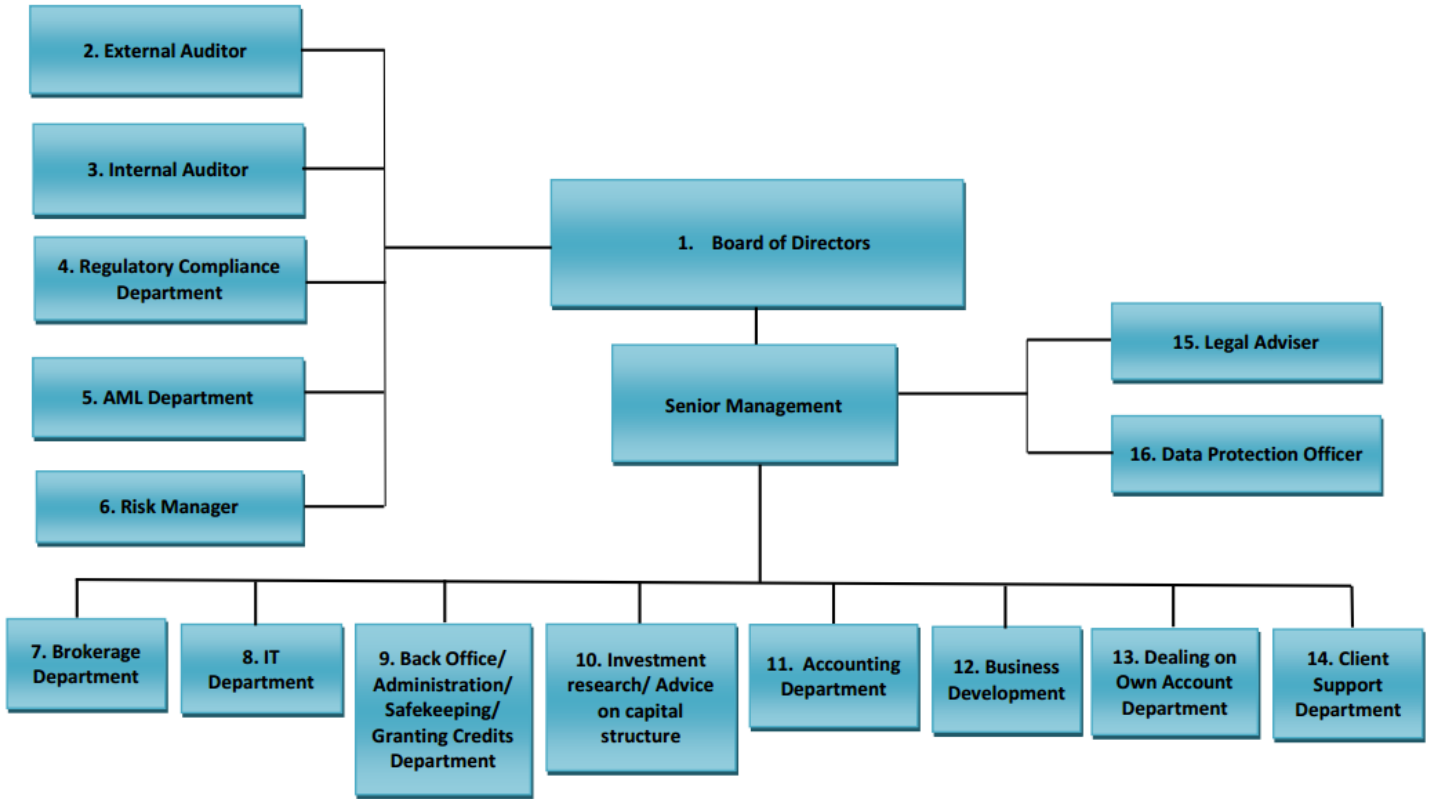 2. External Auditor
3. Internal Auditor
4. Regulatory Compliance
Department
5. AML Department
6. Risk Manager
1. Board of Directors
Senior Management
15. Legal Adviser
16. Data Protection Officer
7. Brokerage
Department
8. IT
Department
9. Back Office/
Administration/
Safekeeping/
Granting Credits
Department
10. Investment
research/ Advice
on capital
structure
11. Accounting
Department
12. Business
Development
13. Dealing on
Own Account
Department
14. Client
Support
Department